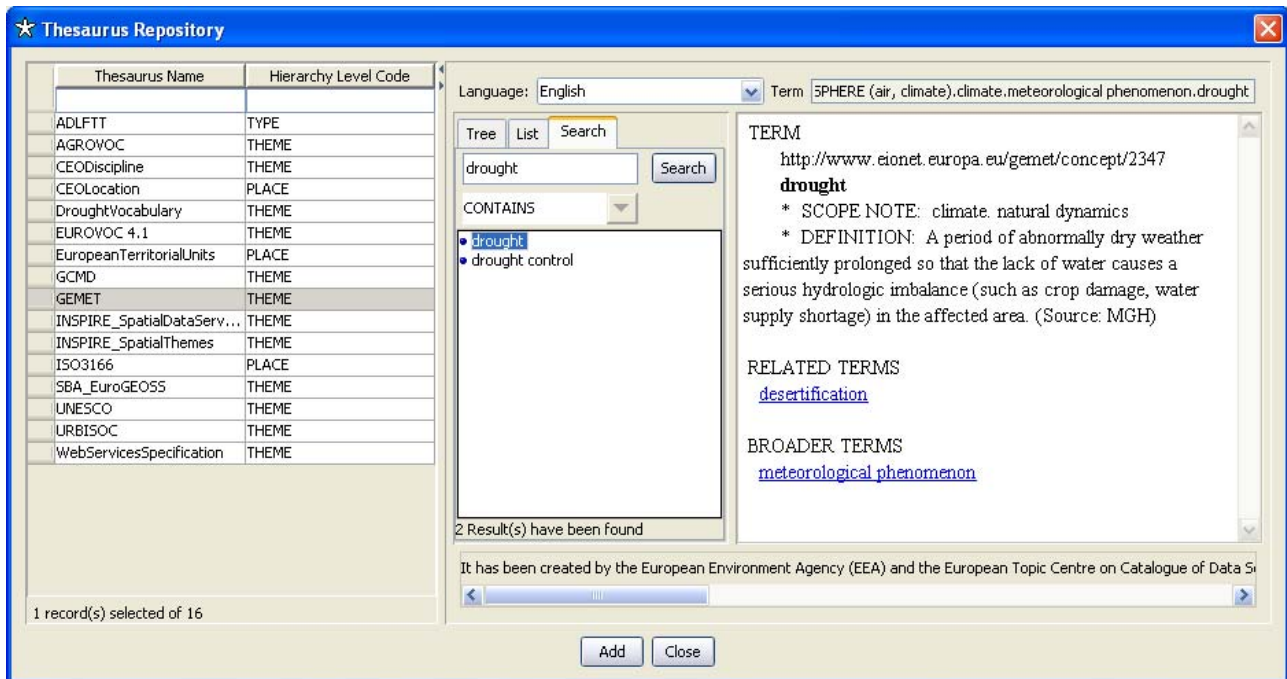 Thesaurus Repository
Thesaurus Name Hierarchy Level Code
ADLFTT TYPE
AGROVOC THEME
CEODiscipline THEME
CEOLocation PLACE
DroughtVocabulary THEME
EUROVOC 4.1 THEME
EuropeanTerritorialUnits PLACE
GCMD THEME
GEMET THEME
INSPIRE_SpatialDataServ... THEME
INSPIRE_SpatialThemes THEME
ISO3166 PLACE
SBA_EuroGEOSS THEME
UNESCO THEME
URBISOC THEME
WebServicesSpecification THEME
1 record(s) selected of 16
Language: English Term SPHERE (air, climate).climate.meteorological phenomenon.drought
Tree List Search
drought Search
CONTAINS
drought
drought control
2 Result(s) have been found
TERM
http://www.eionet.europa.eu/gemet/concept/2347
drought
* SCOPE NOTE: climate. natural dynamics
* DEFINITION: A period of abnormally dry weather
sufficiently prolonged so that the lack of water causes a
serious hydrologic imbalance (such as crop damage, water
supply shortage) in the affected area. (Source: MGH)
RELATED TERMS
desertification
BROADER TERMS
meteorological phenomenon
It has been created by the European Environment Agency (EEA) and the European Topic Centre on Catalogue of Data S
Add Close